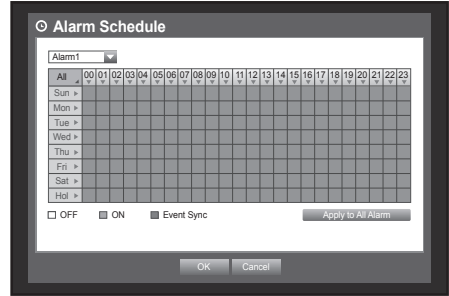 Alarm Schedule
Alarm1
All 00 01 02 03 04 05 06 07 08 09 10 11 12 13 14 15 16 17 18 19 20 21 22 23
Sun
Mon
Tue
Wed
Thu
Fri
Sat
Hol
OFF ON Event Sync Apply to All Alarm
OK Cancel